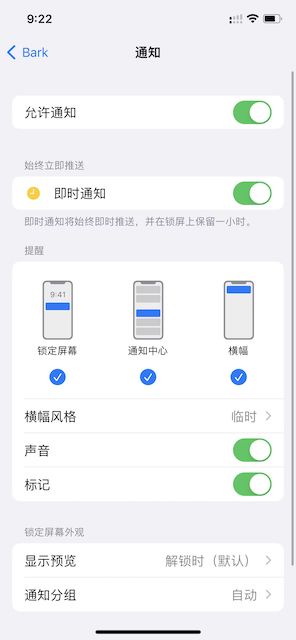 9:22
Bark
通知
允许通知
始终立即推送
即时通知
即时通知将始终即时推送，并在锁屏上保留一小时。
提醒
9:41
锁定屏幕 通知中心 横幅
横幅风格 临时
声音
标记
锁定屏幕外观
显示预览 解锁时（默认）
通知分组 自动